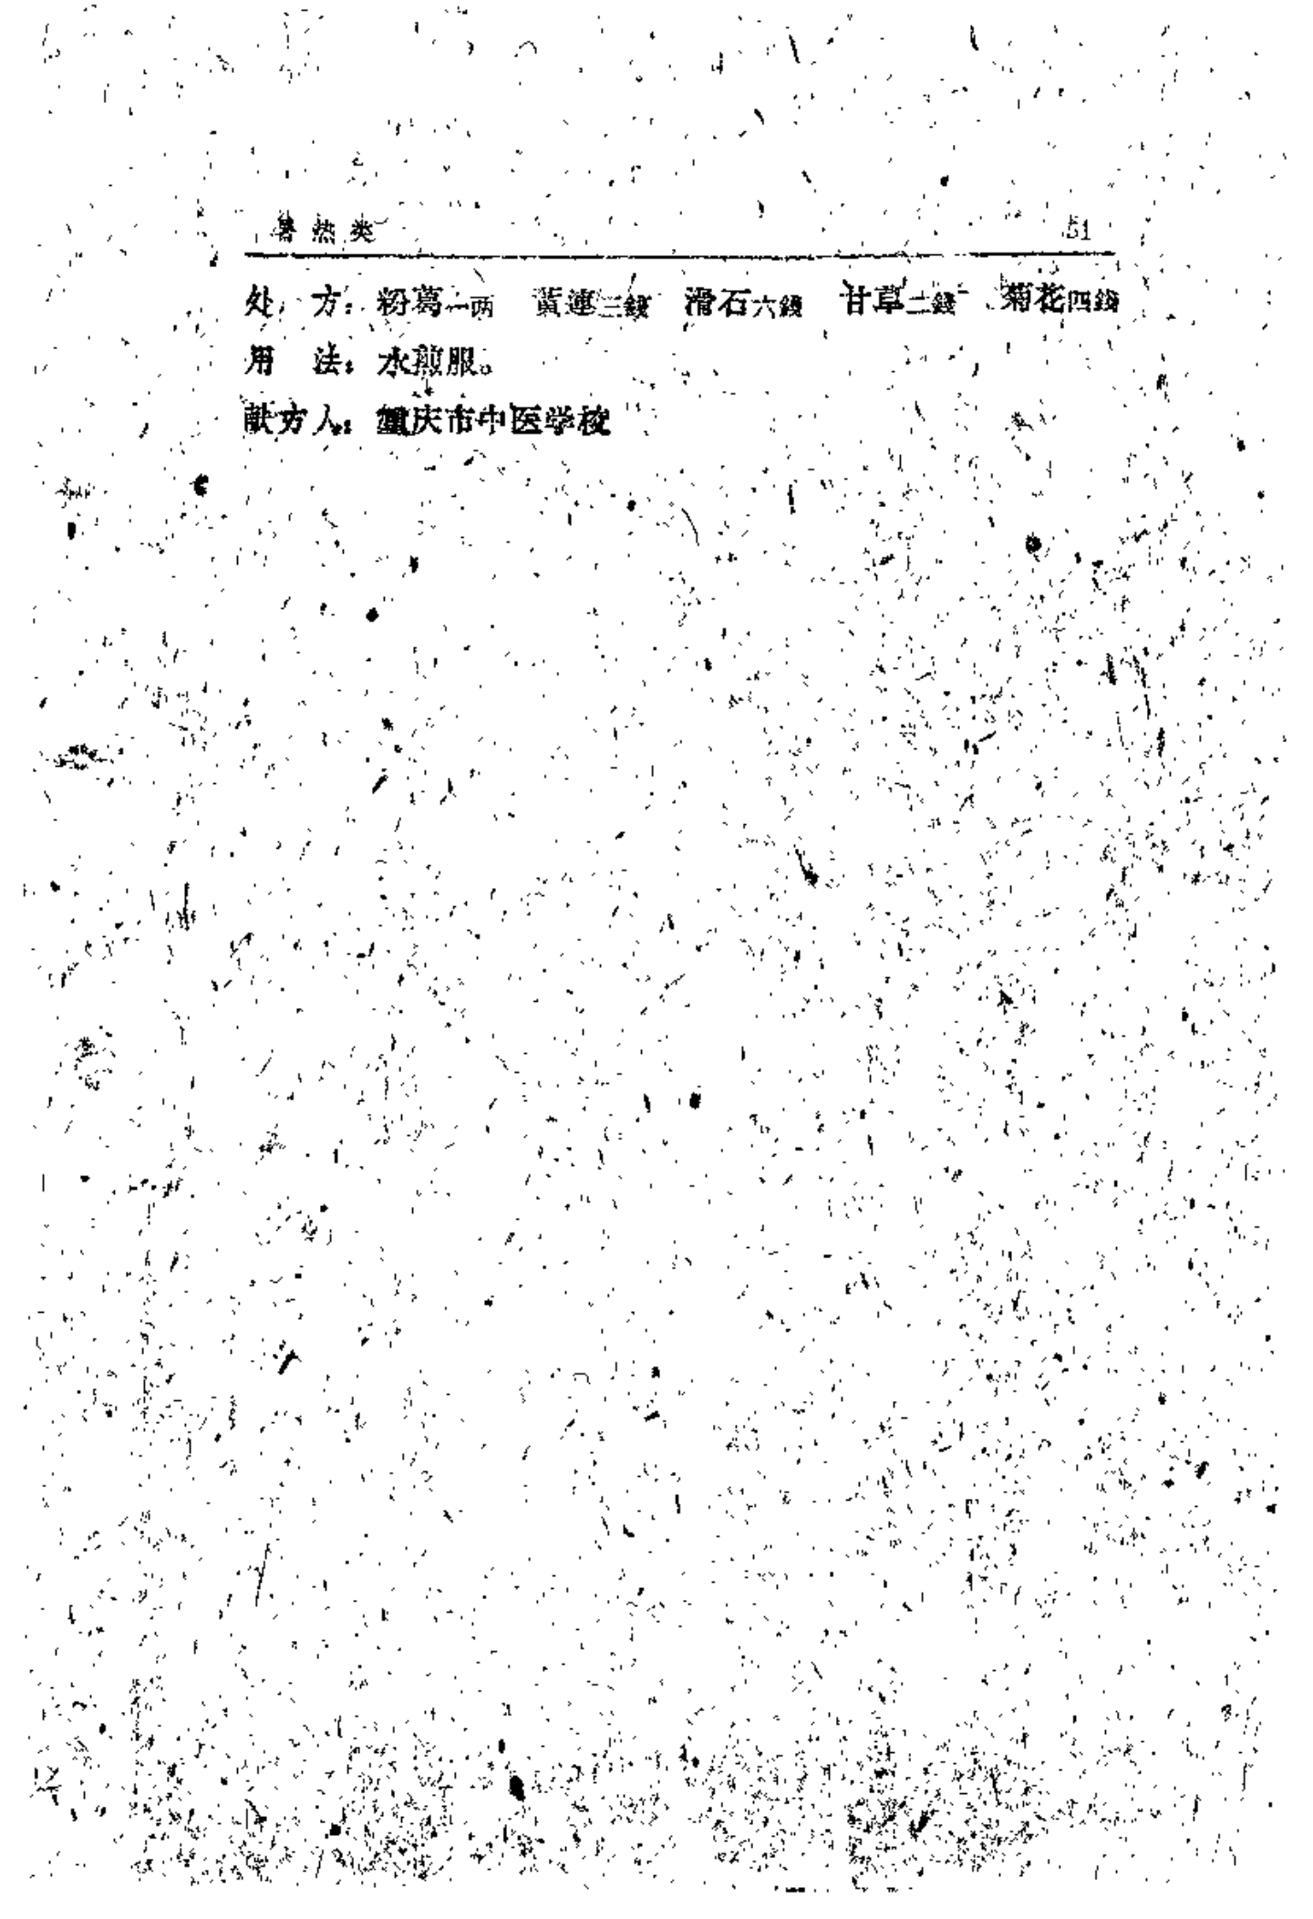 暑热类 51
处 方：粉葛一两 黄連三錢 滑石六錢 甘草二錢 菊花四錢
用 法：水煎服。
献方人：重庆市中医学校